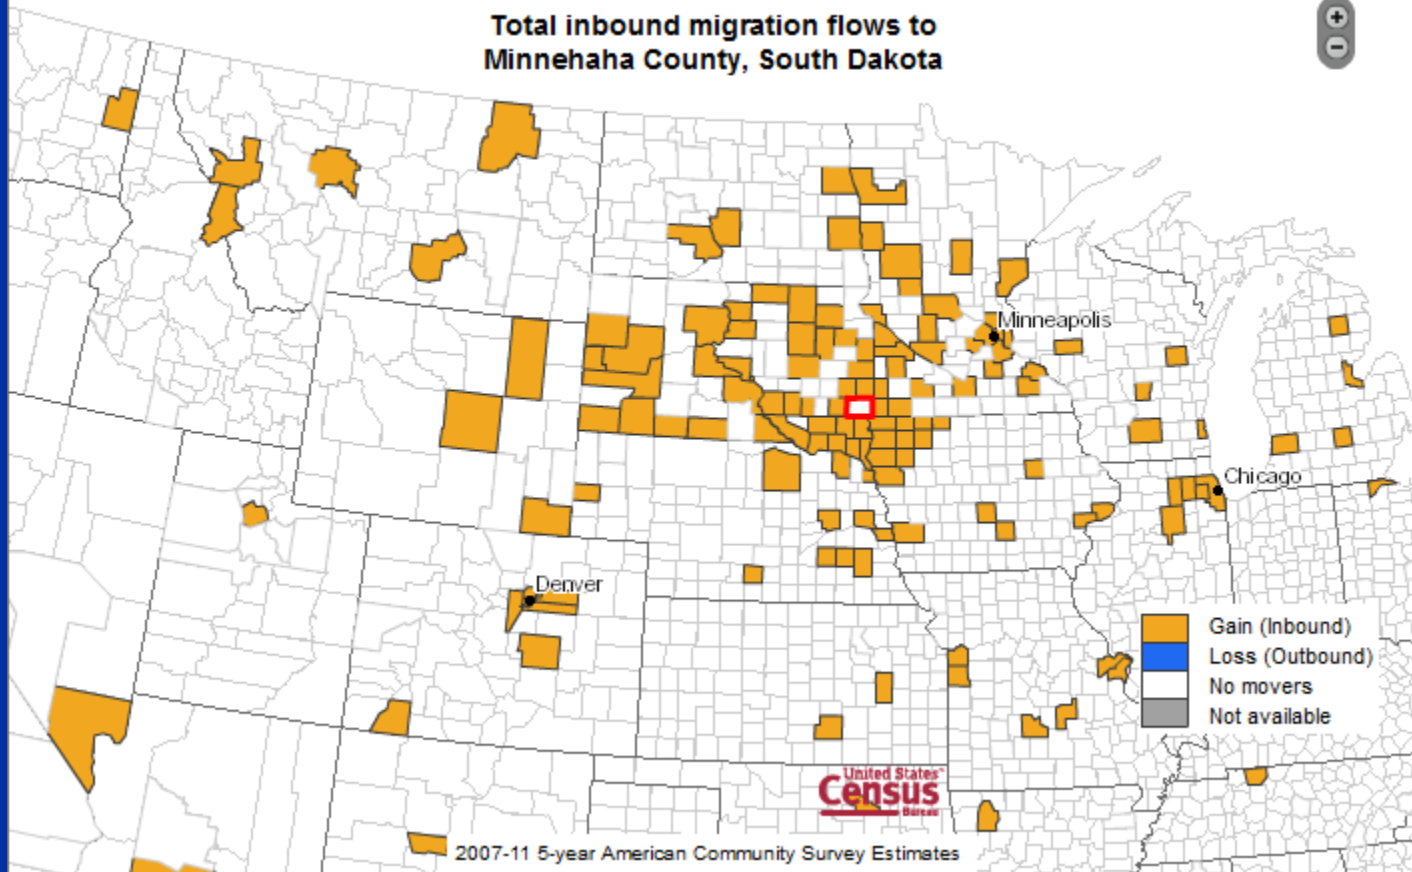 Total inbound migration flows to
Minnehaha County, South Dakota
Minneapolis
Chicago
Denver
Gain (Inbound)
Loss (Outbound)
No movers
Not available
United States™
Census
Bureau
2007-11 5-year American Community Survey Estimates